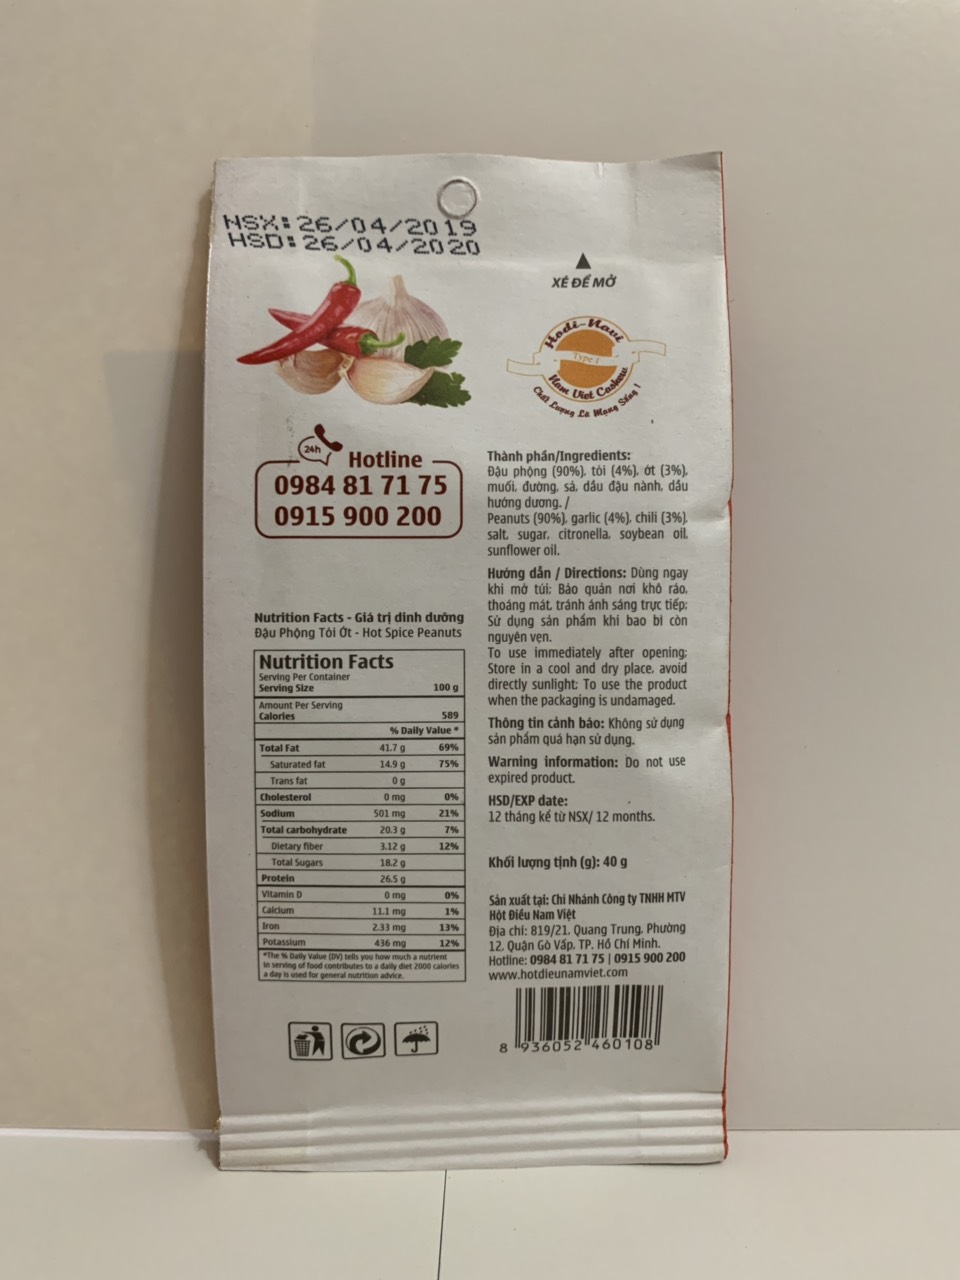 NSX: 26/04/2019
HSD: 26/04/2020
XÉ ĐỂ MỞ
Hodi-Navi
Type 1
Nam Viet Cashew
Chất Lượng Là Mạng Sống !
24h
Hotline
0984 81 71 75
0915 900 200
Nutrition Facts - Giá trị dinh dưỡng
Đậu Phộng Tỏi Ớt - Hot Spice Peanuts
Nutrition Facts
Serving Per Container
Serving Size 100 g
Amount Per Serving
Calories 589
% Daily Value *
Total Fat 41.7 g 69%
Saturated fat 14.9 g 75%
Trans fat 0 g
Cholesterol 0 mg 0%
Sodium 501 mg 21%
Total carbohydrate 20.3 g 7%
Dietary fiber 3.12 g 12%
Total Sugars 18.2 g
Protein 26.5 g
Vitamin D 0 mg 0%
Calcium 11.1 mg 1%
Iron 2.33 mg 13%
Potassium 436 mg 12%
*The % Daily Value (DV) tells you how much a nutrient
in serving of food contributes to a daily diet 2000 calories
a day is used for general nutrition advice.
Thành phần/Ingredients:
Đậu phộng (90%), tỏi (4%), ớt (3%),
muối, đường, sả, dầu đậu nành, dầu
hướng dương. /
Peanuts (90%), garlic (4%), chili (3%),
salt, sugar, citronella, soybean oil,
sunflower oil.
Hướng dẫn / Directions: Dùng ngay
khi mở túi; Bảo quản nơi khô ráo,
thoáng mát, tránh ánh sáng trực tiếp;
Sử dụng sản phẩm khi bao bì còn
nguyên vẹn.
To use immediately after opening;
Store in a cool and dry place, avoid
directly sunlight; To use the product
when the packaging is undamaged.
Thông tin cảnh báo: Không sử dụng
sản phẩm quá hạn sử dụng.
Warning information: Do not use
expired product.
HSD/EXP date:
12 tháng kể từ NSX/ 12 months.
Khối lượng tịnh (g): 40 g
Sản xuất tại: Chi Nhánh Công ty TNHH MTV
Hột Điều Nam Việt
Địa chỉ: 819/21, Quang Trung, Phường
12, Quận Gò Vấp, TP. Hồ Chí Minh.
Hotline: 0984 81 71 75 | 0915 900 200
www.hotdieunamviet.com
8 936052 460108